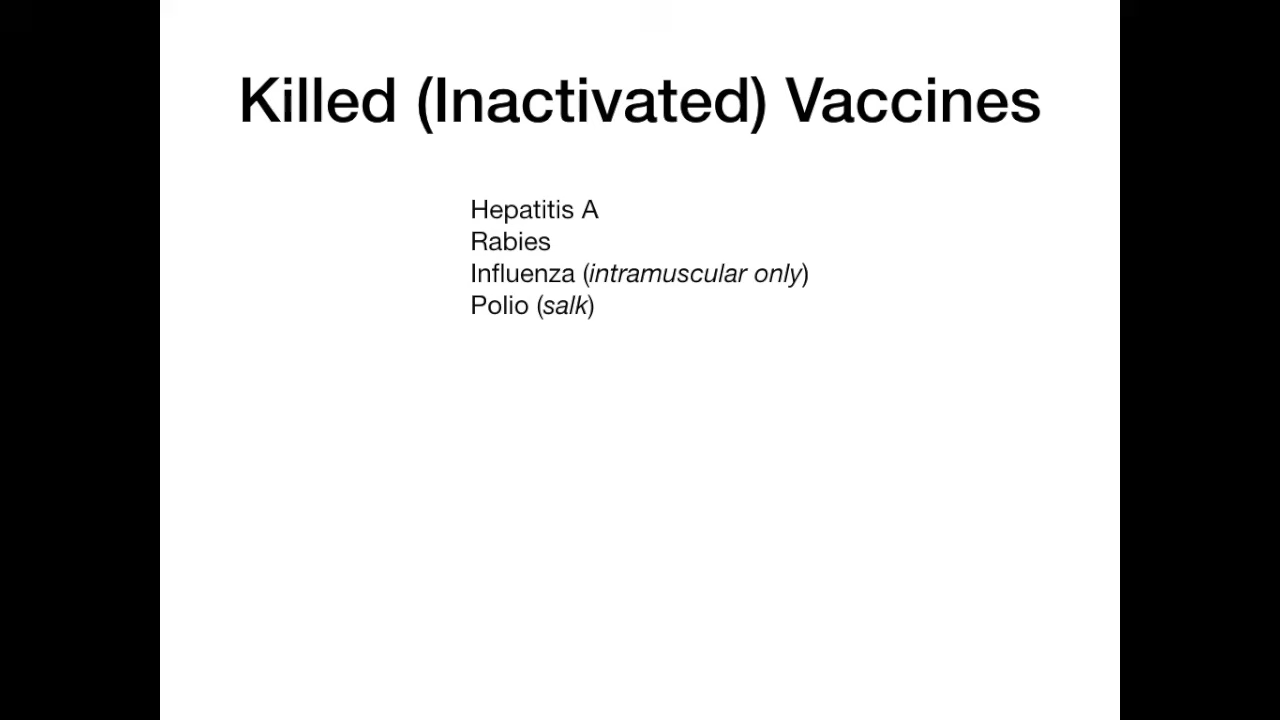 Killed (Inactivated) Vaccines
Hepatitis A
Rabies
Influenza (intramuscular only)
Polio (salk)